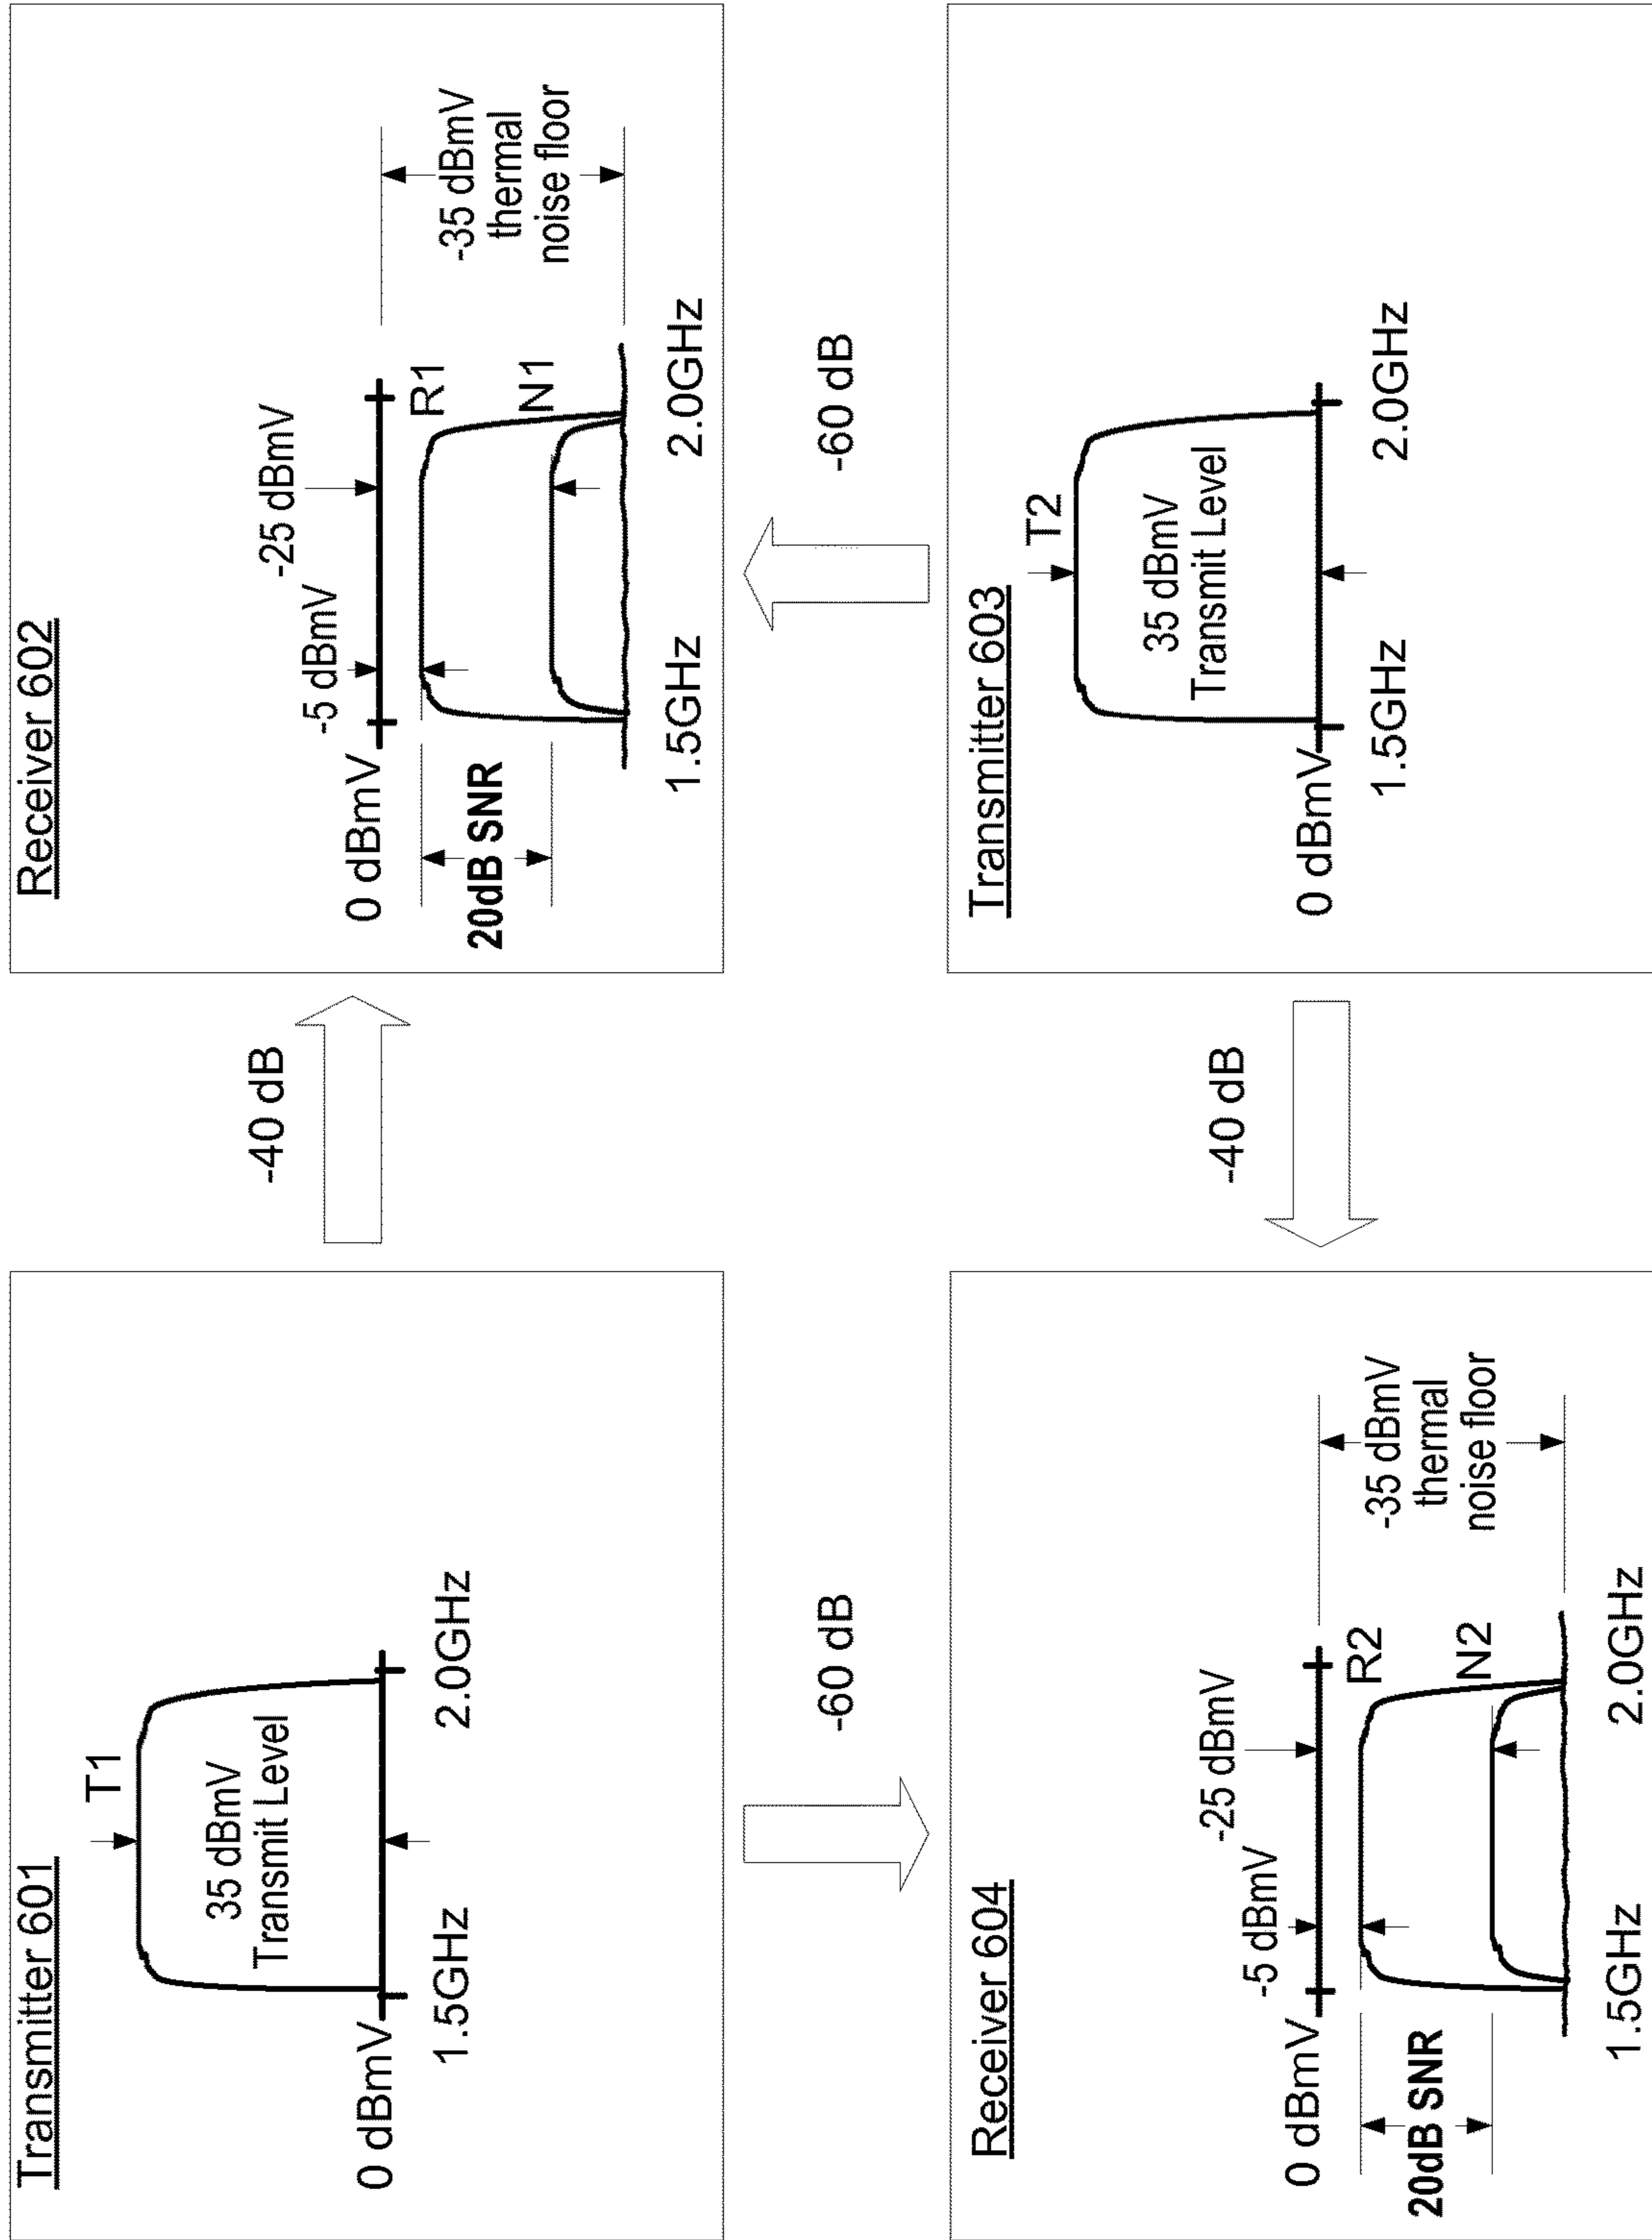 Transmitter 601
T1
35 dBmV
Transmit Level
0 dBmV
1.5GHz
2.0GHz
-40 dB
Receiver 602
-25 dBmV
-5 dBmV
0 dBmV
R1
N1
20dB SNR
-35 dBmV
thermal
noise floor
1.5GHz
2.0GHz
-60 dB
-60 dB
Receiver 604
-25 dBmV
-5 dBmV
0 dBmV
R2
N2
20dB SNR
-35 dBmV
thermal
noise floor
1.5GHz
2.0GHz
-40 dB
Transmitter 603
T2
35 dBmV
Transmit Level
0 dBmV
1.5GHz
2.0GHz